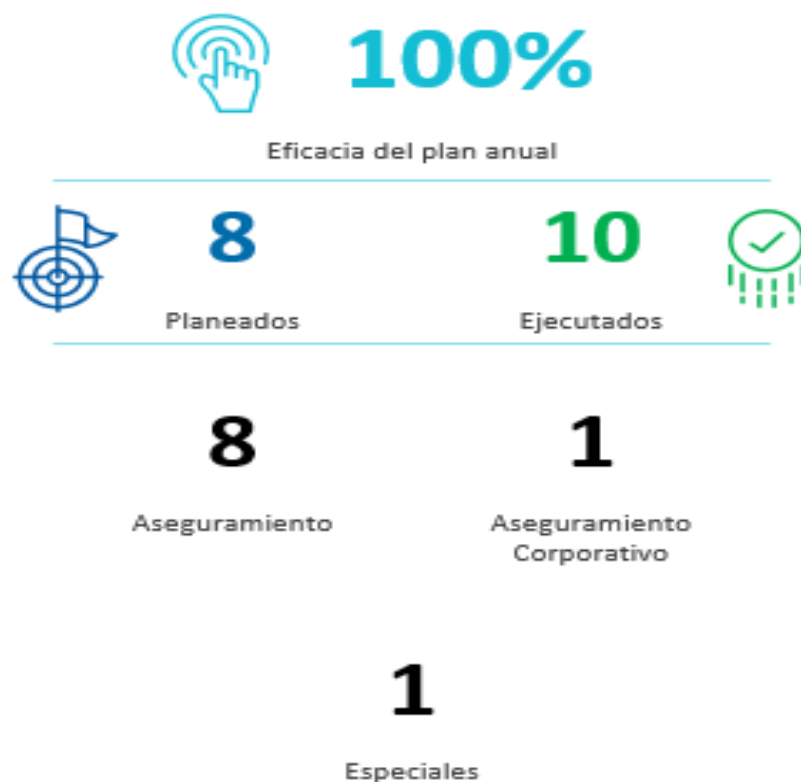 100%
Eficacia del plan anual
8 10
Planeados Ejecutados
8 1
Aseguramiento Aseguramiento
Corporativo
1
Especiales